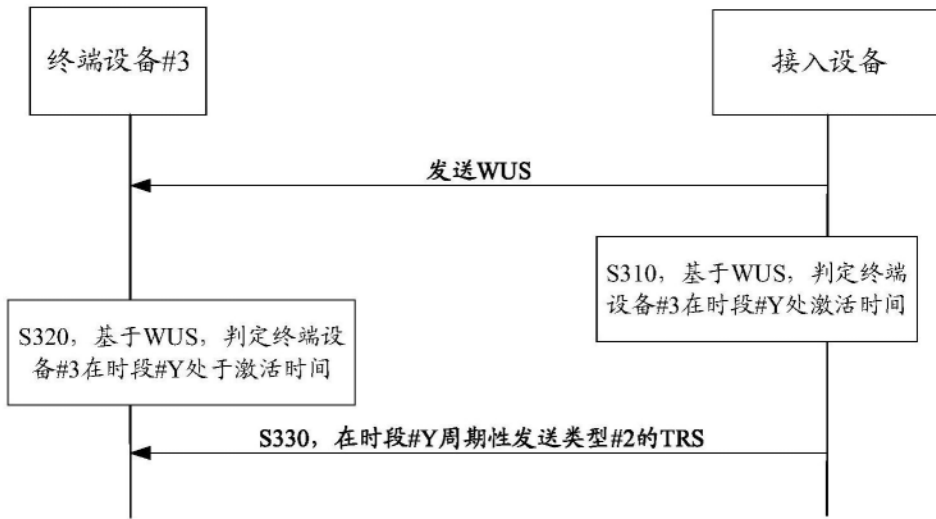 终端设备#3
接入设备
发送WUS
S310，基于WUS，判定终端
设备#3在时段#Y处激活时间
S320，基于WUS，判定终端设
备#3在时段#Y处于激活时间
S330，在时段#Y周期性发送类型#2的TRS